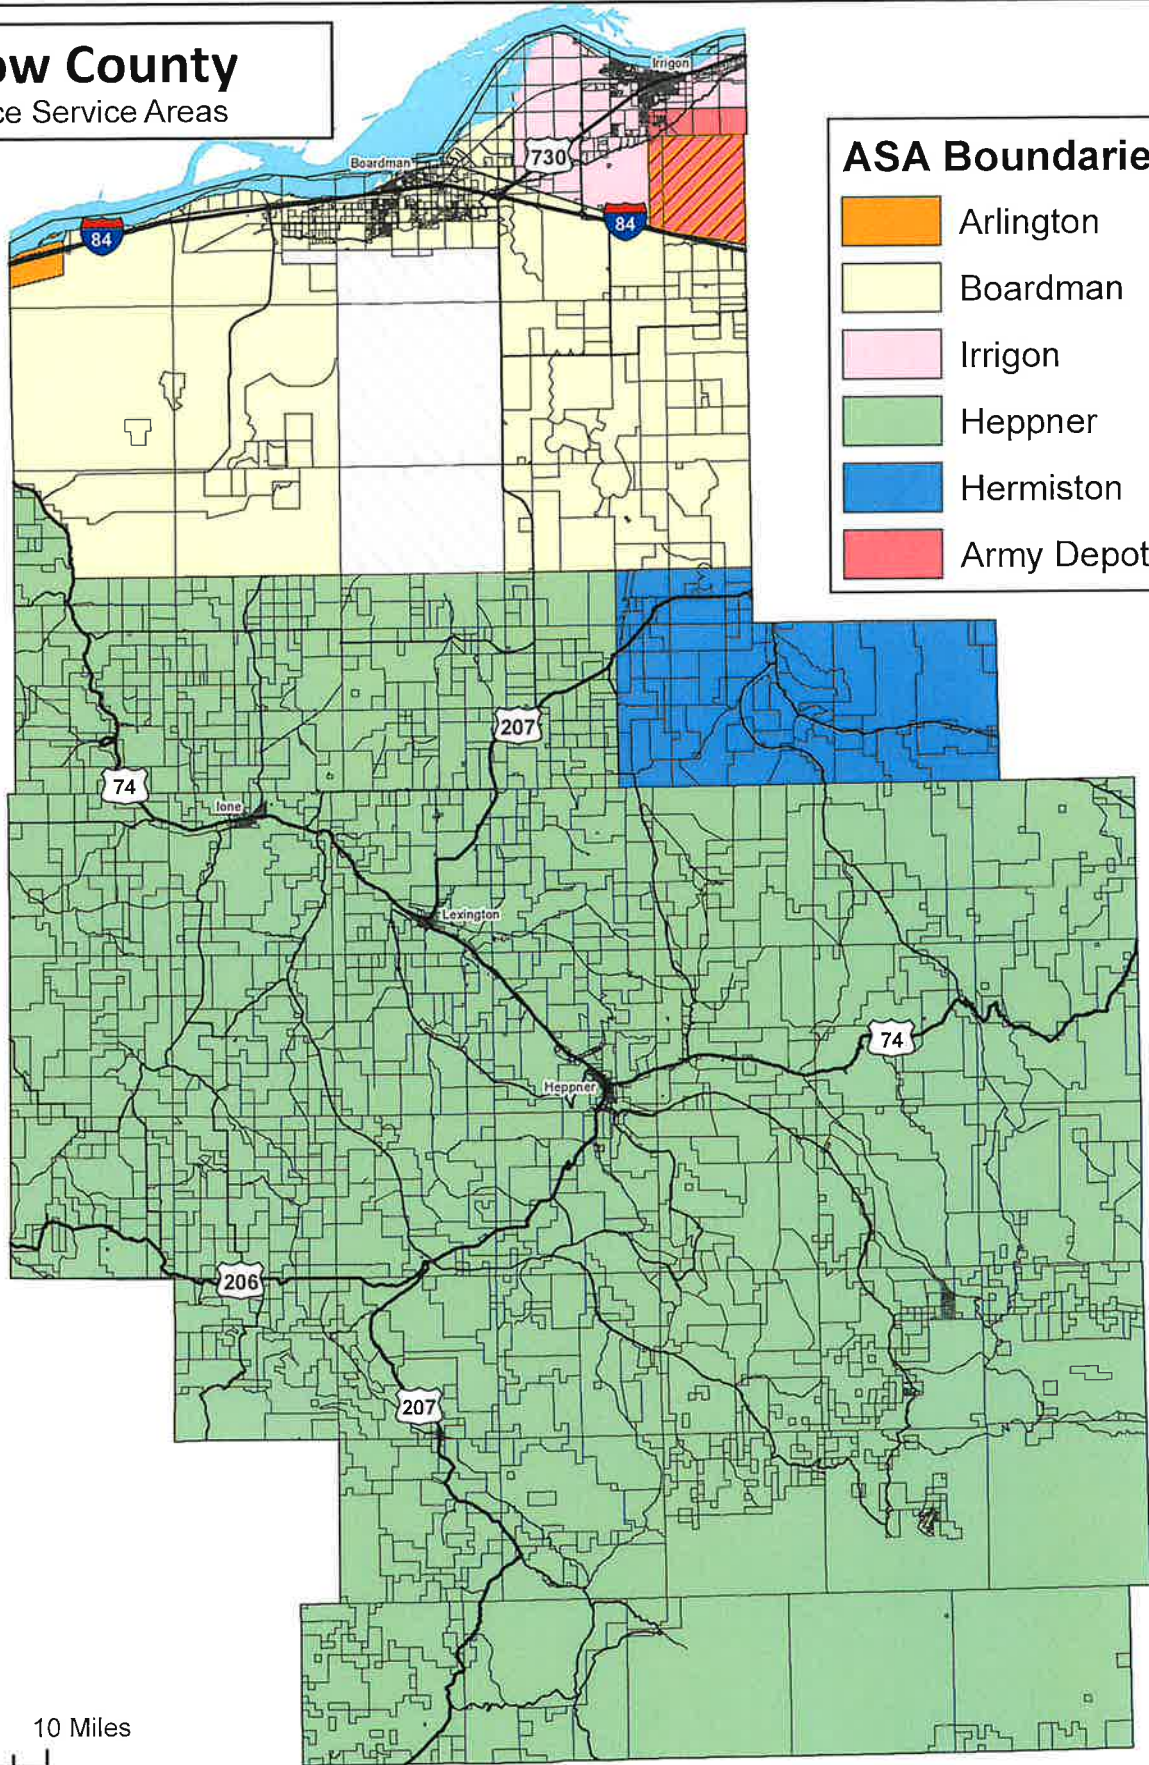 ow County
ce Service Areas
Irrigon
Boardman
730
84
84
ASA Boundarie
Arlington
Boardman
Irrigon
Heppner
Hermiston
Army Depot
207
74
Ione
Lexington
74
Heppner
206
207
10 Miles